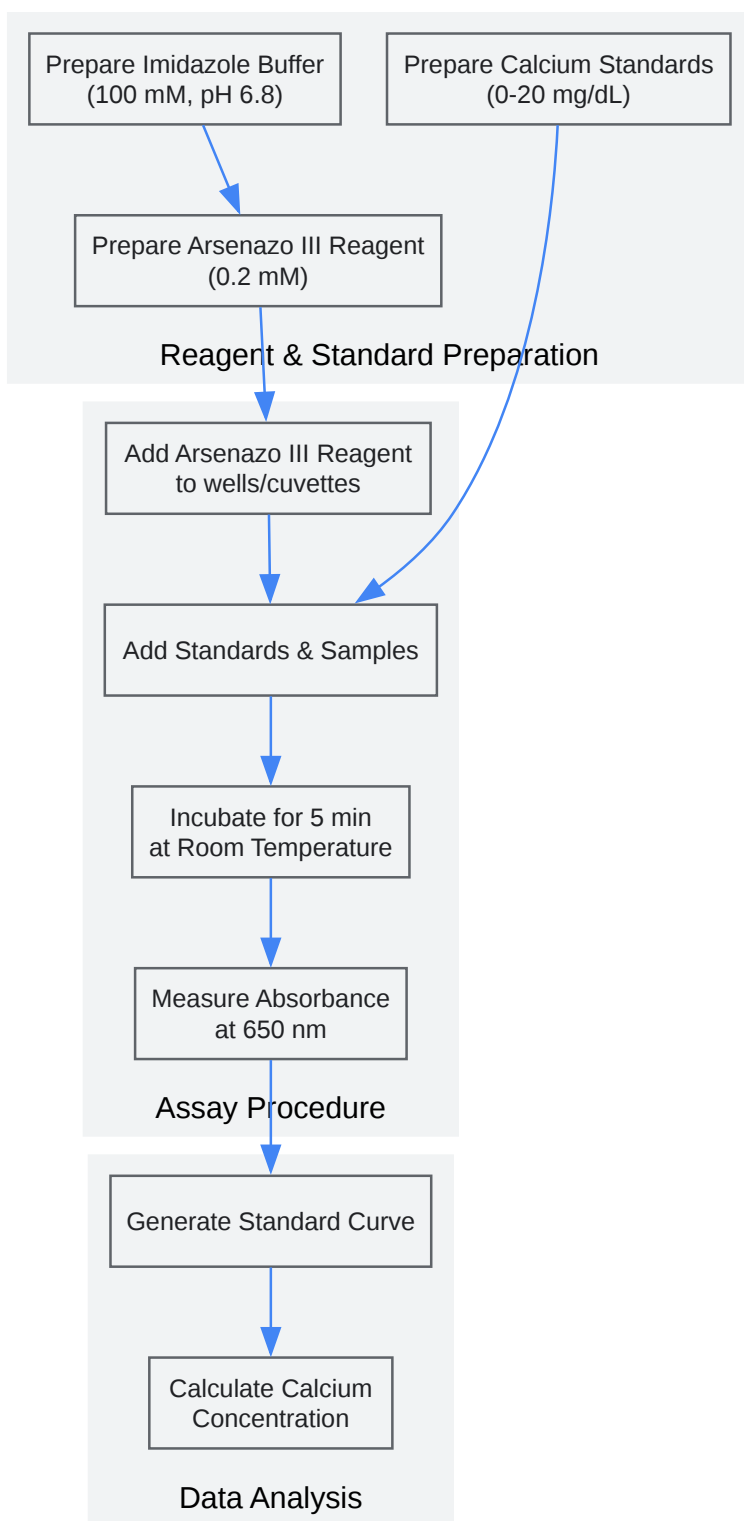 Prepare Imidazole Buffer
(100 mM, pH 6.8)
Prepare Calcium Standards
(0-20 mg/dL)
Prepare Arsenazo III Reagent
(0.2 mM)
Reagent & Standard Preparation
Add Arsenazo III Reagent
to wells/cuvettes
Add Standards & Samples
Incubate for 5 min
at Room Temperature
Measure Absorbance
at 650 nm
Assay Procedure
Generate Standard Curve
Calculate Calcium
Concentration
Data Analysis